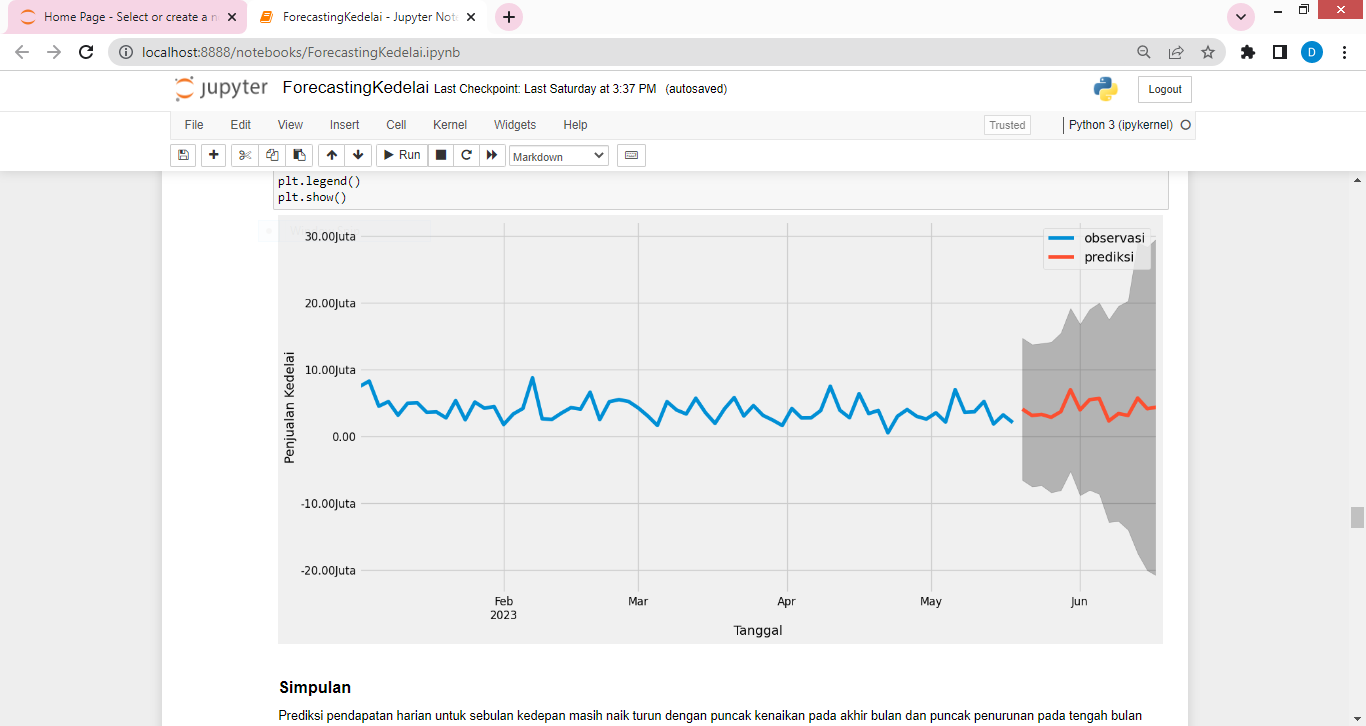 Home Page - Select or create a n
ForecastingKedelai - Jupyter Not
localhost:8888/notebooks/ForecastingKedelai.ipynb
D
jupyter ForecastingKedelai Last Checkpoint: Last Saturday at 3:37 PM (autosaved)
Logout
File Edit View Insert Cell Kernel Widgets Help
Trusted
Python 3 (ipykernel)
Run
Markdown
plt.legend()
plt.show()
observasi
prediksi
30.00Juta
20.00Juta
10.00Juta
0.00
-10.00Juta
-20.00Juta
Penjualan Kedelai
Feb Mar Apr May Jun
2023
Tanggal
Simpulan
Prediksi pendapatan harian untuk sebulan kedepan masih naik turun dengan puncak kenaikan pada akhir bulan dan puncak penurunan pada tengah bulan